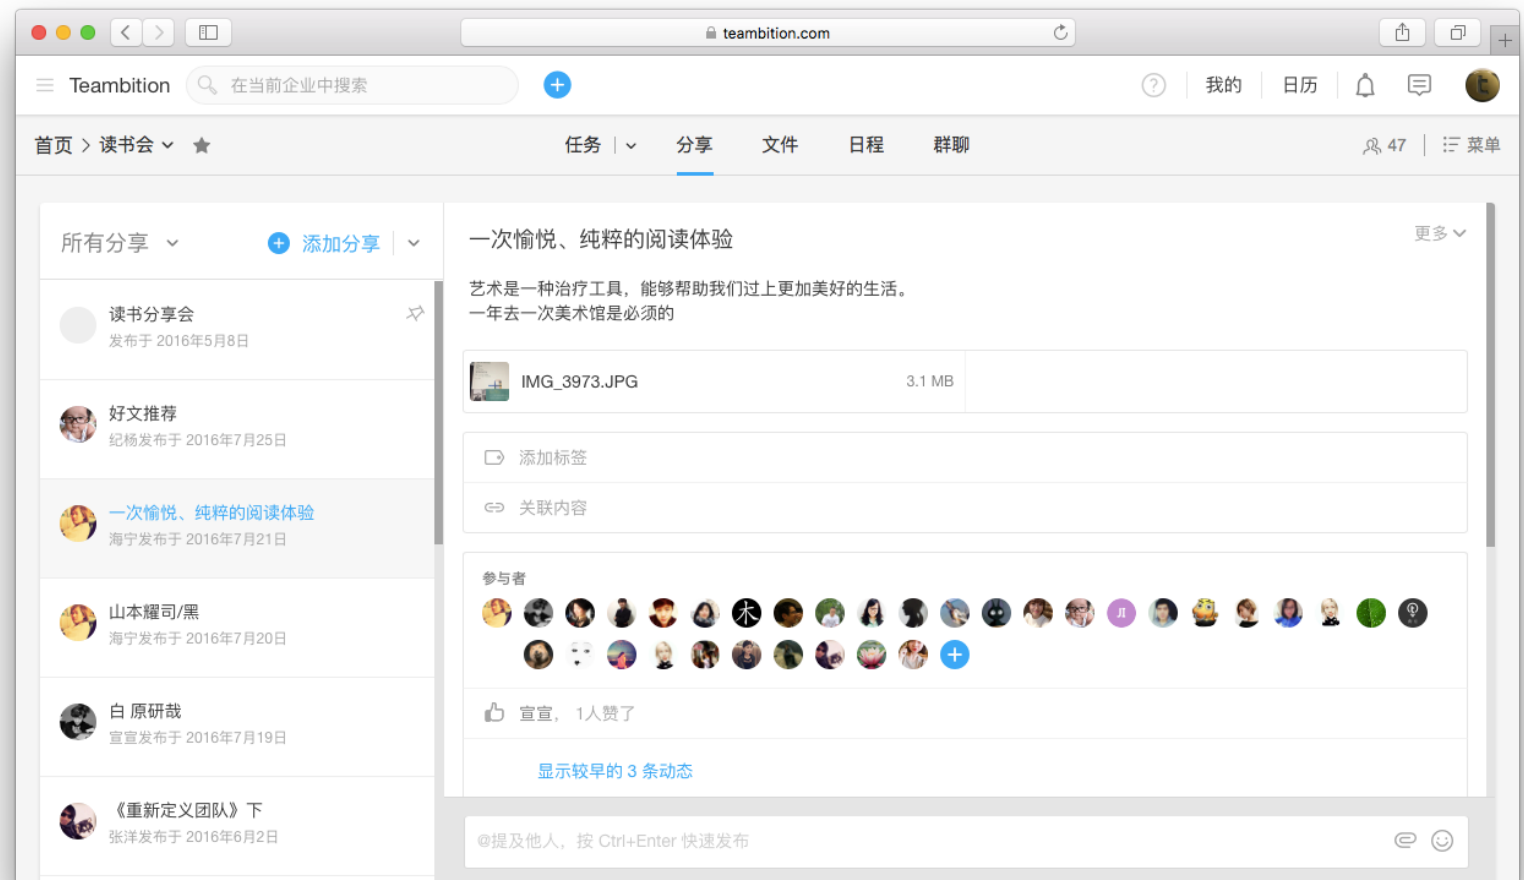 teambition.com
Teambition
在当前企业中搜索
我的
日历
首页 > 读书会
任务
分享
文件
日程
群聊
47
菜单
所有分享
添加分享
读书分享会
发布于 2016年5月8日
好文推荐
纪杨发布于 2016年7月25日
一次愉悦、纯粹的阅读体验
海宁发布于 2016年7月21日
山本耀司/黑
海宁发布于 2016年7月20日
白 原研哉
宣宣发布于 2016年7月19日
《重新定义团队》下
张洋发布于 2016年6月2日
一次愉悦、纯粹的阅读体验
更多
艺术是一种治疗工具，能够帮助我们过上更加美好的生活。
一年去一次美术馆是必须的
IMG_3973.JPG
3.1 MB
添加标签
关联内容
参与者
木
宣宣， 1人赞了
显示较早的 3 条动态
@提及他人，按 Ctrl+Enter 快速发布